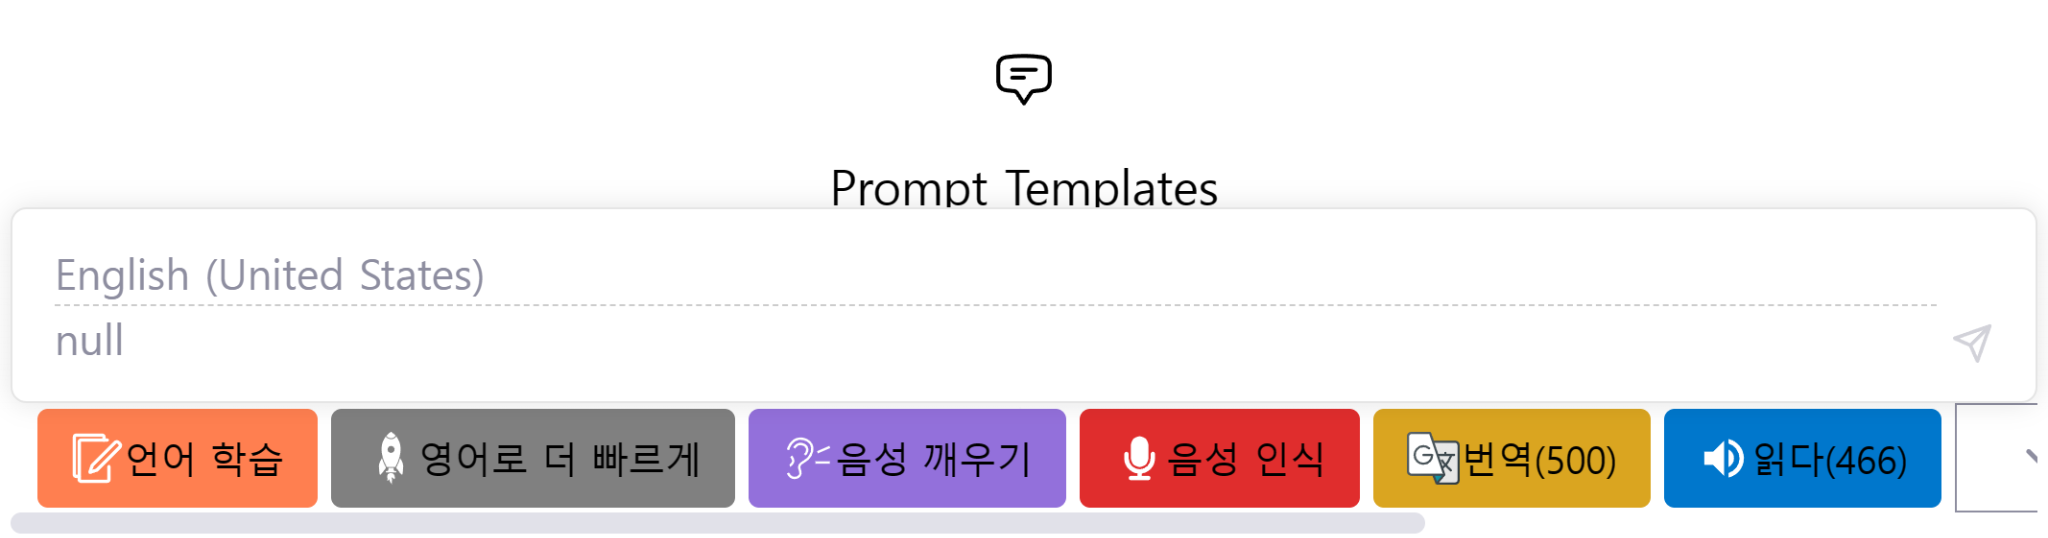 Prompt Templates
English (United States)
null
언어 학습
영어로 더 빠르게
음성 깨우기
음성 인식
번역(500)
읽다(466)